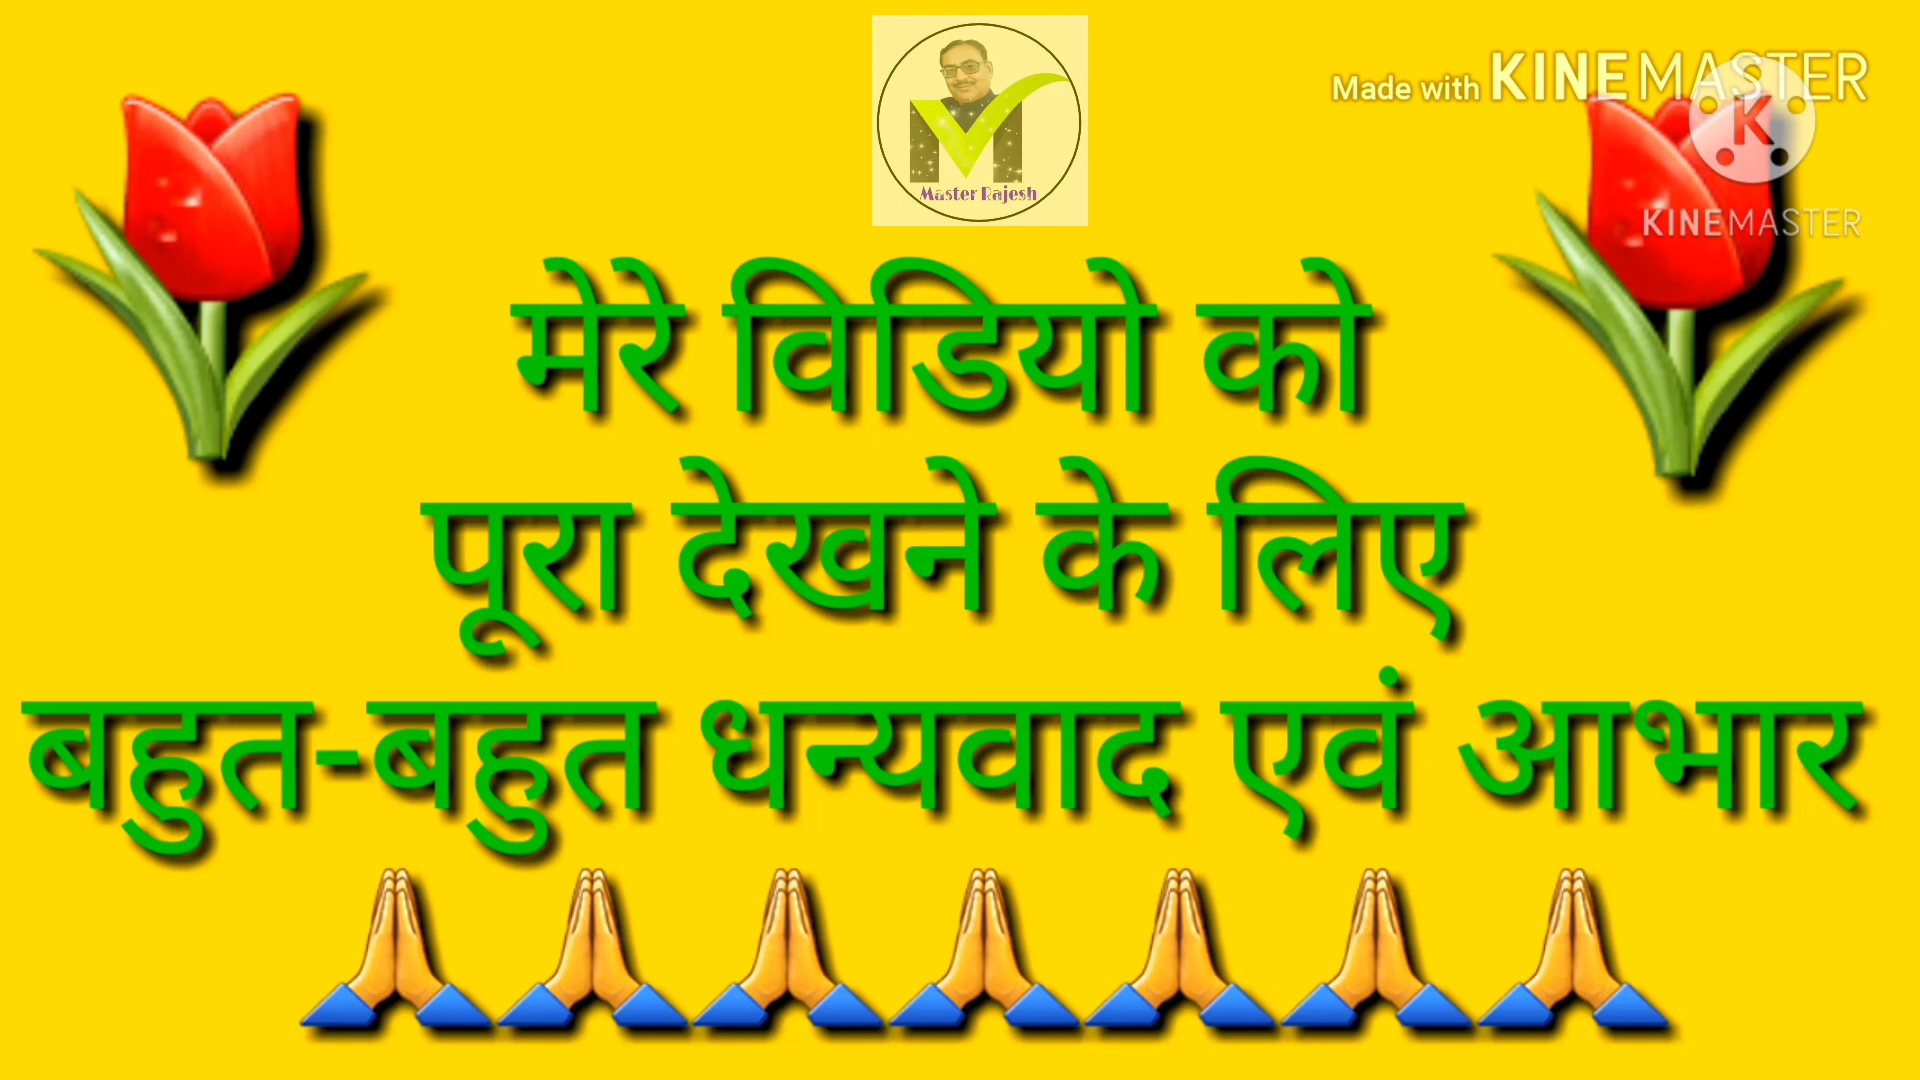 Master Rajesh
Made with KINEMASTER
K
KINEMASTER
मेरे विडियो को
पूरा देखने के लिए
बहुत-बहुत धन्यवाद एवं आभार